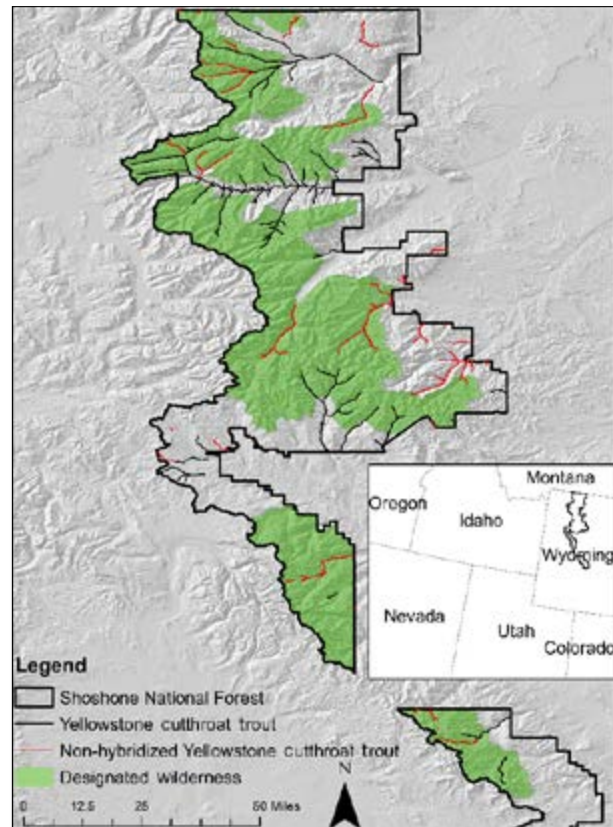 Montana
Oregon
Idaho
Wyoming
Nevada
Utah
Colorado
Legend
Shoshone National Forest
Yellowstone cutthroat trout
Non-hybridized Yellowstone cutthroat trout
Designated wilderness
N
0 12.5 25 50 Miles